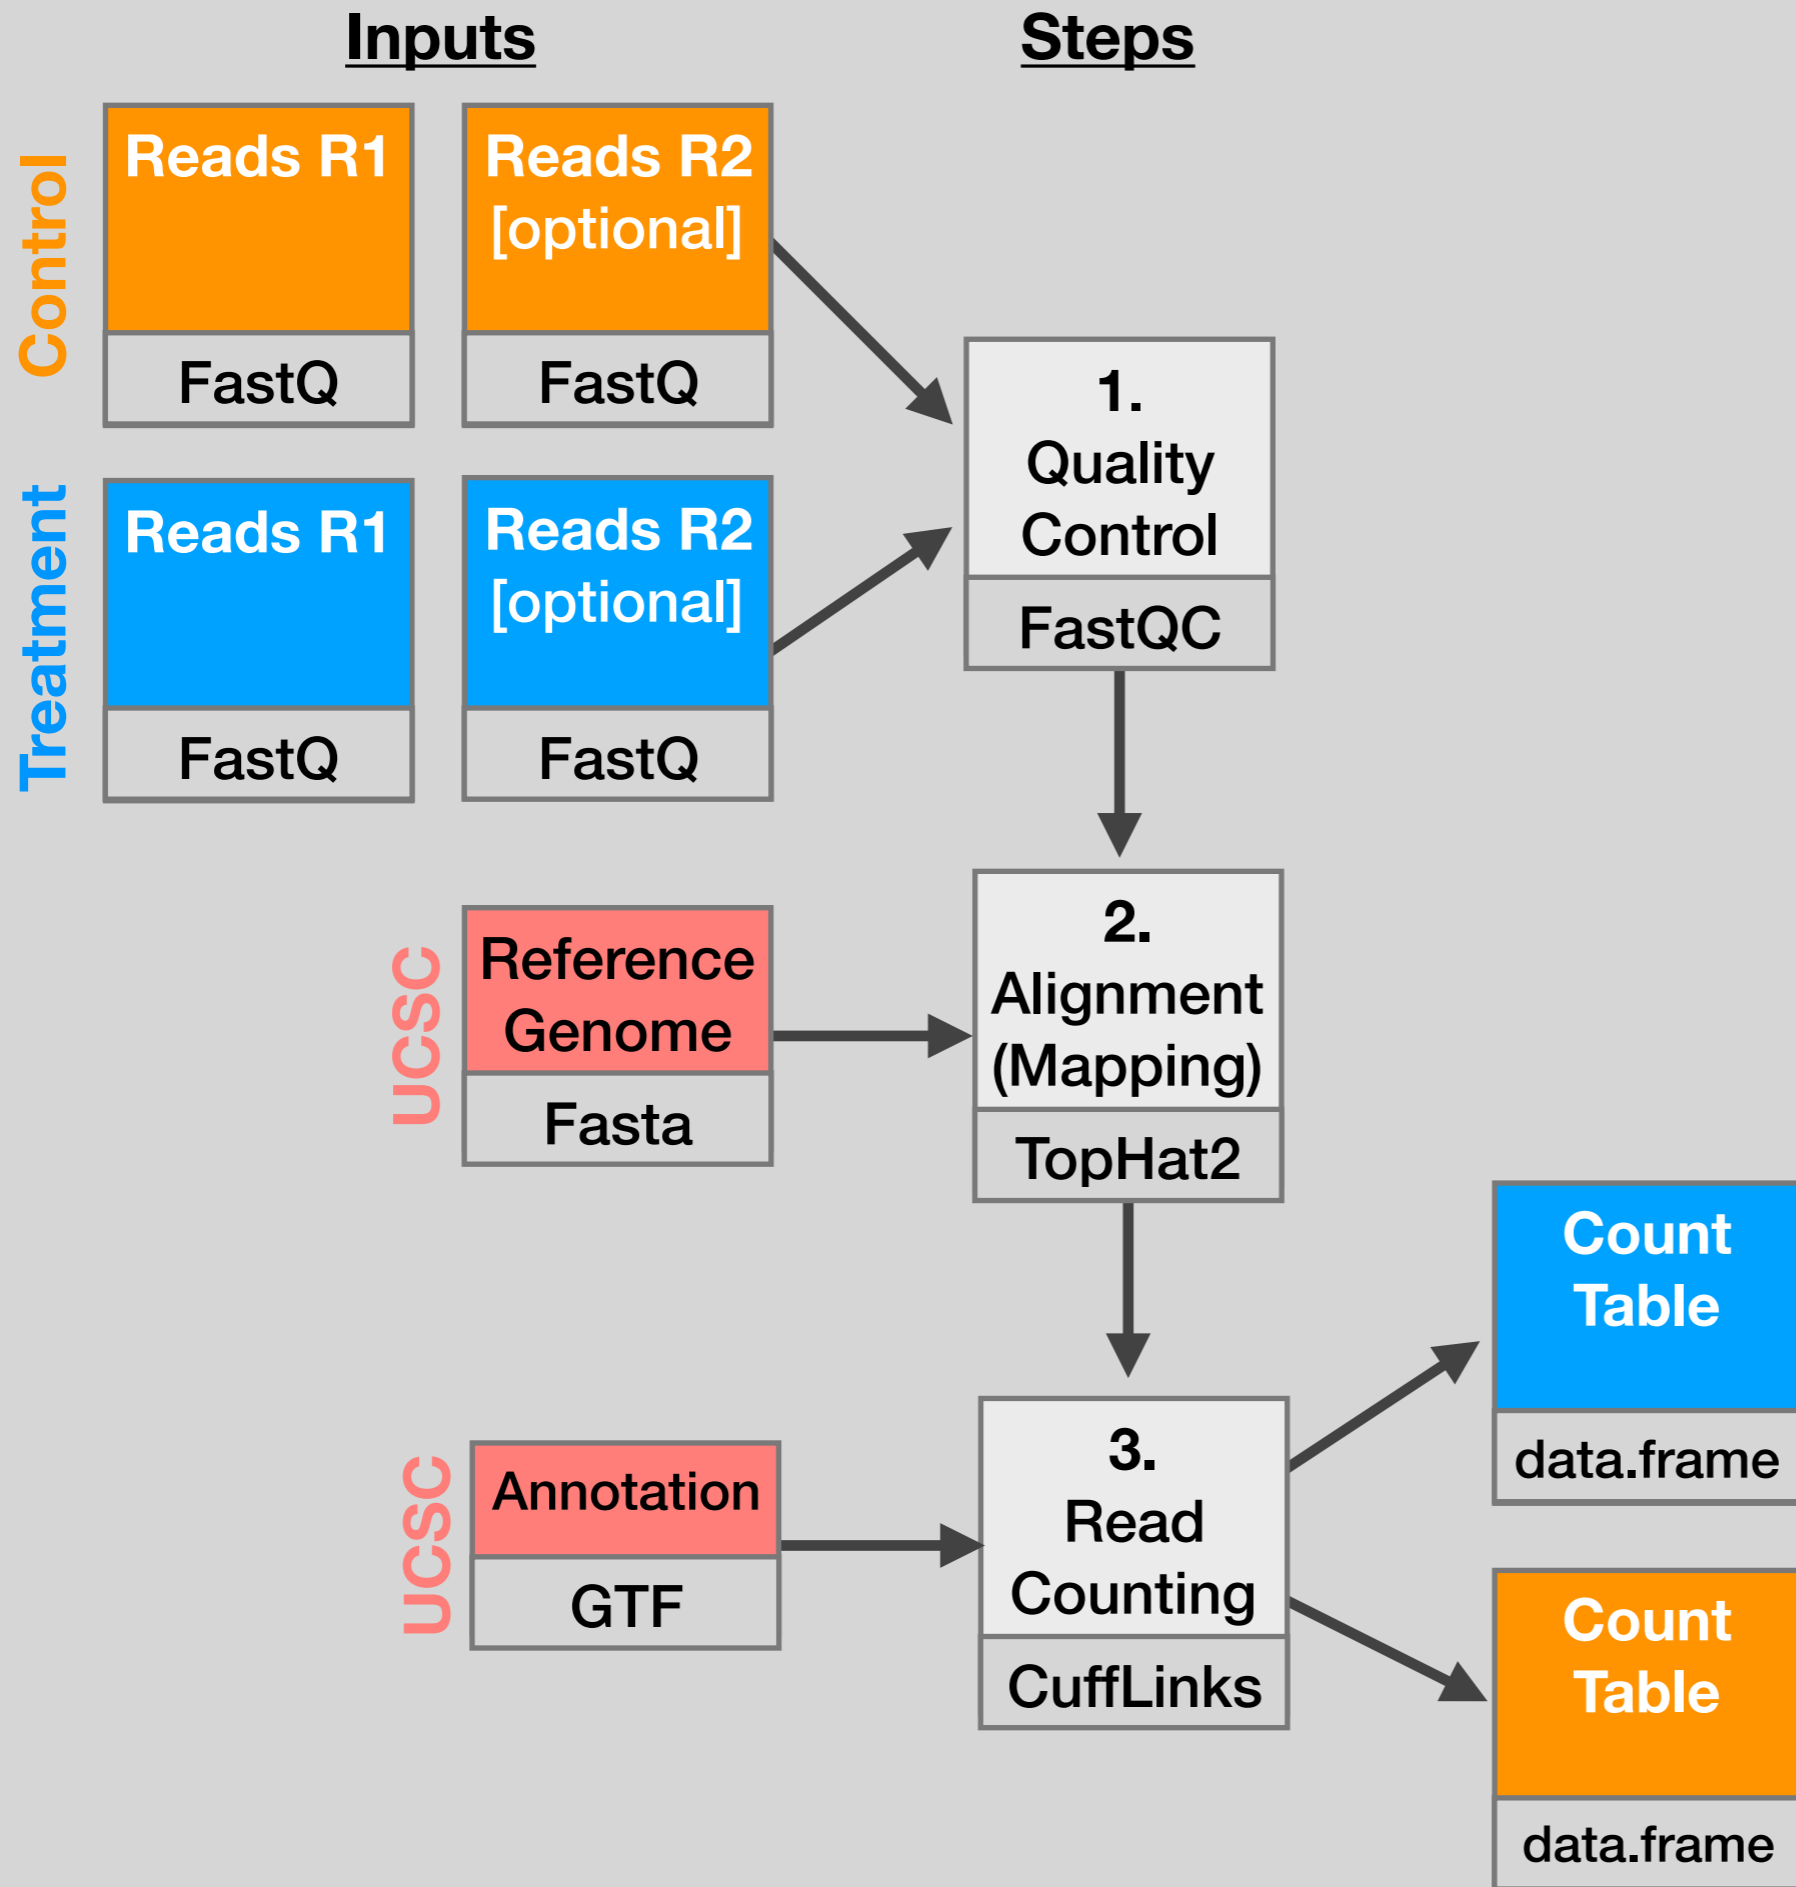 Inputs
Steps
Control
Reads R1
FastQ
Reads R2
[optional]
FastQ
Treatment
Reads R1
FastQ
Reads R2
[optional]
FastQ
1.
Quality
Control
FastQC
UCSC
Reference
Genome
Fasta
2.
Alignment
(Mapping)
TopHat2
UCSC
Annotation
GTF
3.
Read
Counting
CuffLinks
Count
Table
data.frame
Count
Table
data.frame